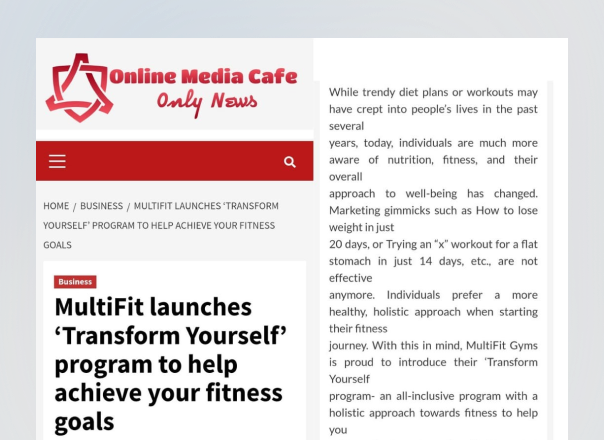 Online Media Cafe
Only News
HOME / BUSINESS / MULTIFIT LAUNCHES ‘TRANSFORM
YOURSELF’ PROGRAM TO HELP ACHIEVE YOUR FITNESS
GOALS
Business
MultiFit launches
‘Transform Yourself’
program to help
achieve your fitness
goals
While trendy diet plans or workouts may
have crept into people’s lives in the past
several
years, today, individuals are much more
aware of nutrition, fitness, and their
overall
approach to well-being has changed.
Marketing gimmicks such as How to lose
weight in just
20 days, or Trying an “x” workout for a flat
stomach in just 14 days, etc., are not
effective
anymore. Individuals prefer a more
healthy, holistic approach when starting
their fitness
journey. With this in mind, MultiFit Gyms
is proud to introduce their ‘Transform
Yourself
program- an all-inclusive program with a
holistic approach towards fitness to help
you